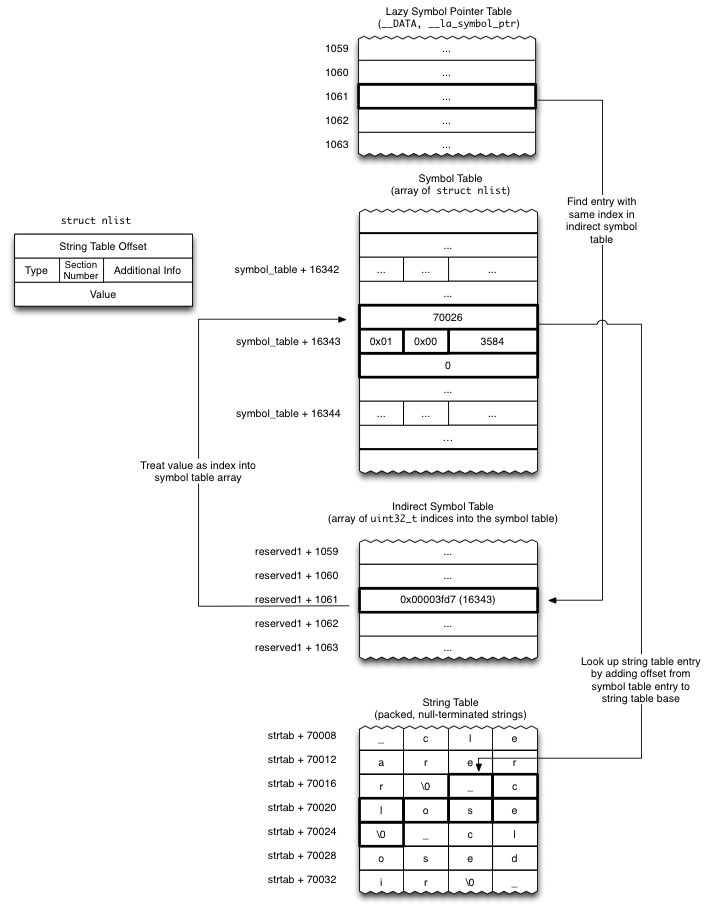 Lazy Symbol Pointer Table
(__DATA, __la_symbol_ptr)
1059 ...
1060 ...
1061 ...
1062 ...
1063 ...
Find entry with
same index in
indirect symbol
table
Symbol Table
(array of struct nlist)
struct nlist
String Table Offset
Type Section Number Additional Info
Value
...
symbol_table + 16342 ... ... ...
...
70026
symbol_table + 16343 0x01 0x00 3584
0
...
symbol_table + 16344 ... ... ...
...
Treat value as index into
symbol table array
Indirect Symbol Table
(array of uint32_t indices into the symbol table)
reserved1 + 1059 ...
reserved1 + 1060 ...
reserved1 + 1061 0x00003fd7 (16343)
reserved1 + 1062 ...
reserved1 + 1063 ...
Look up string table entry
by adding offset from
symbol table entry to
string table base
String Table
(packed, null-terminated strings)
strtab + 70008 _ c l e
strtab + 70012 a r e r
strtab + 70016 r \0 _ c
strtab + 70020 l o s e
strtab + 70024 \0 _ c l
strtab + 70028 o s e d
strtab + 70032 i r \0 _